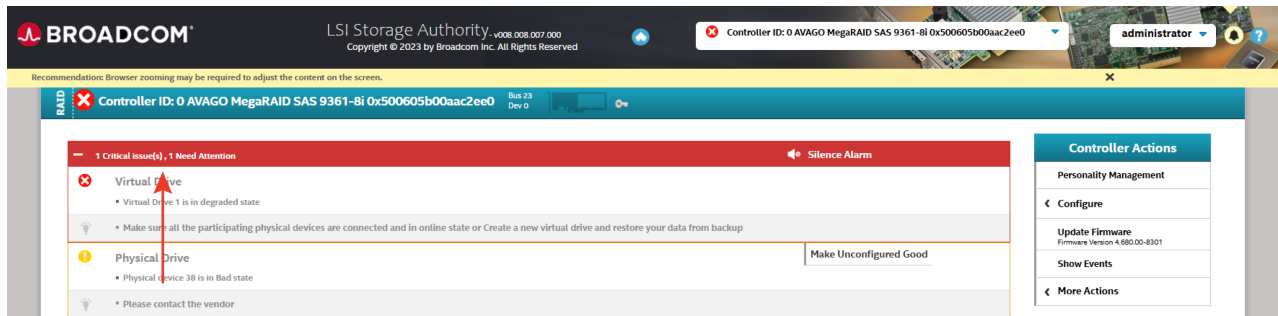 BROADCOM
LSI Storage Authority - v008.008.007.000
Copyright © 2023 by Broadcom Inc. All Rights Reserved
Controller ID: 0 AVAGO MegaRAID SAS 9361-8i 0x500605b00aac2ee0
administrator
?
Recommendation: Browser zooming may be required to adjust the content on the screen.
RAID
Controller ID: 0 AVAGO MegaRAID SAS 9361-8i 0x500605b00aac2ee0
Bus 23
Dev 0
1 Critical issue(s) , 1 Need Attention
Silence Alarm
Virtual Drive
Virtual Drive 1 is in degraded state
Make sure all the participating physical devices are connected and in online state or Create a new virtual drive and restore your data from backup
Physical Drive
Make Unconfigured Good
Physical device 38 is in Bad state
Please contact the vendor
Controller Actions
Personality Management
Configure
Update Firmware
Firmware Version 4.680.00-8301
Show Events
More Actions